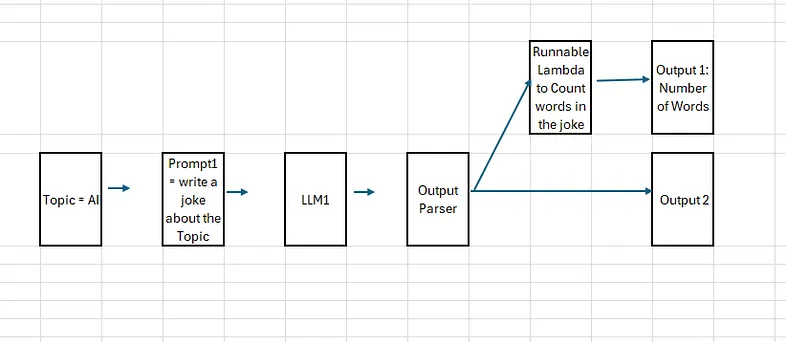 Runnable
Lambda
to Count
words in
the joke
Output 1:
Number
of Words
Topic = AI
Prompt1
= write a
joke
about the
Topic
LLM1
Output
Parser
Output 2